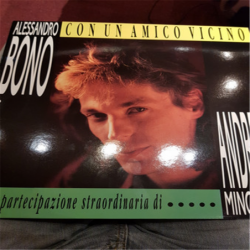 ALESSANDRO
BONO
CON UN AMICO VICINO
ANDR
MING
partecipazione straordinaria di • • • • •